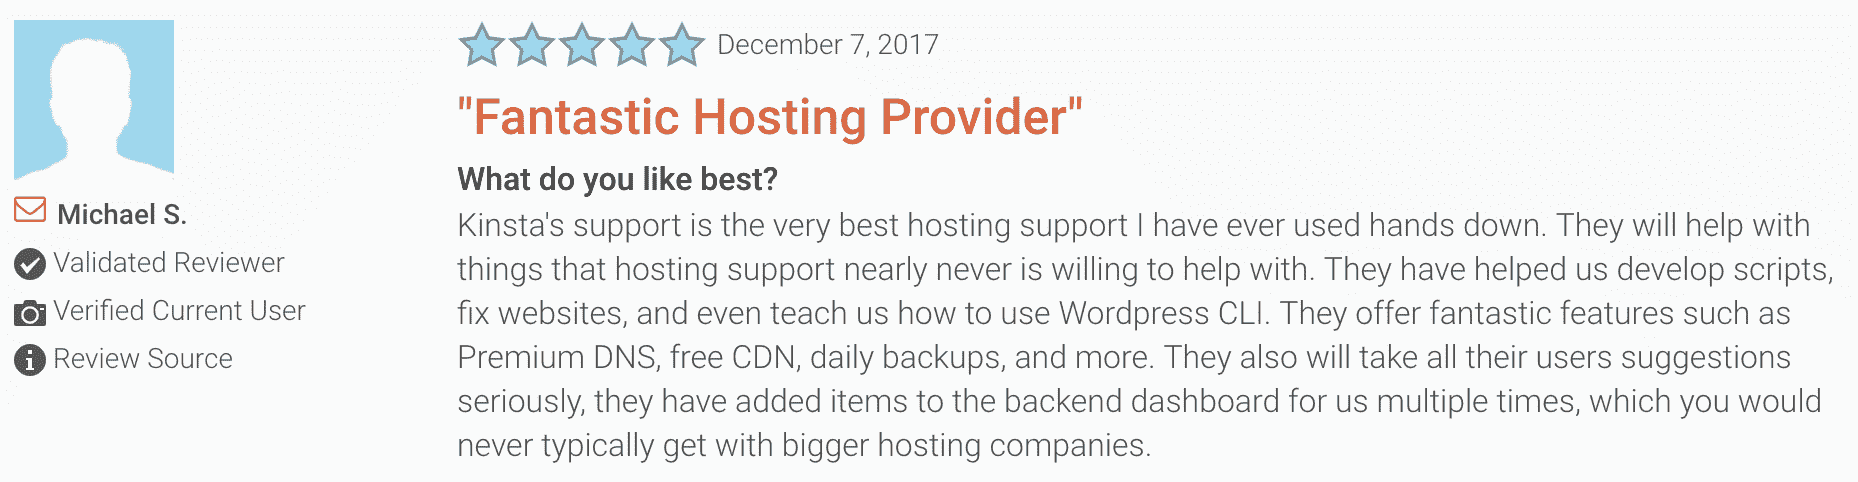 Michael S.
Validated Reviewer
Verified Current User
Review Source
December 7, 2017
"Fantastic Hosting Provider"
What do you like best?
Kinsta's support is the very best hosting support I have ever used hands down. They will help with
things that hosting support nearly never is willing to help with. They have helped us develop scripts,
fix websites, and even teach us how to use Wordpress CLI. They offer fantastic features such as
Premium DNS, free CDN, daily backups, and more. They also will take all their users suggestions
seriously, they have added items to the backend dashboard for us multiple times, which you would
never typically get with bigger hosting companies.